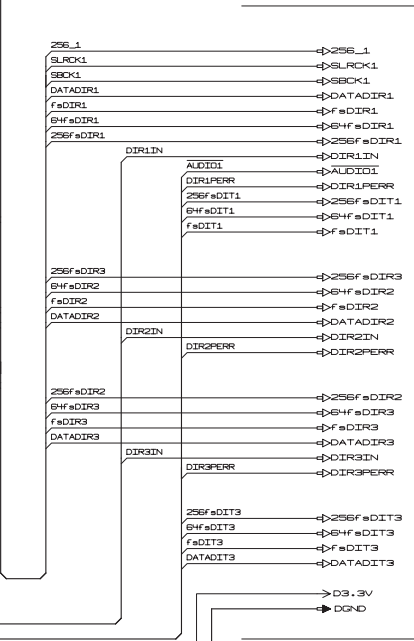 256_1 256_1
SLRCK1 SLRCK1
SBCK1 SBCK1
DATADIR1 DATADIR1
fsDIR1 fsDIR1
64fsDIR1 64fsDIR1
256fsDIR1 256fsDIR1
DIR1IN DIR1IN
AUDIO1 AUDIO1
DIR1PERR DIR1PERR
256fsDIT1 256fsDIT1
64fsDIT1 64fsDIT1
fsDIT1 fsDIT1
256fsDIR3 256fsDIR3
64fsDIR2 64fsDIR2
fsDIR2 fsDIR2
DATADIR2 DATADIR2
DIR2IN DIR2IN
DIR2PERR DIR2PERR
256fsDIR2 256fsDIR2
64fsDIR3 64fsDIR3
fsDIR3 fsDIR3
DATADIR3 DATADIR3
DIR3IN DIR3IN
DIR3PERR DIR3PERR
256fsDIT3 256fsDIT3
64fsDIT3 64fsDIT3
fsDIT3 fsDIT3
DATADIT3 DATADIT3
D3.3V
DGND